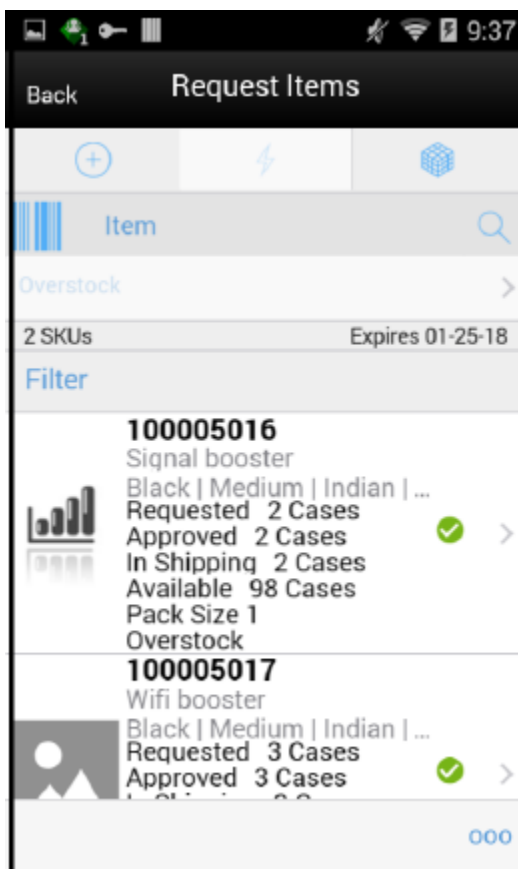 1
9:37
Back
Request Items
Item
Overstock
2 SKUs
Expires 01-25-18
Filter
100005016
Signal booster
Black | Medium | Indian | ...
Requested 2 Cases
Approved 2 Cases
In Shipping 2 Cases
Available 98 Cases
Pack Size 1
Overstock
100005017
Wifi booster
Black | Medium | Indian | ...
Requested 3 Cases
Approved 3 Cases